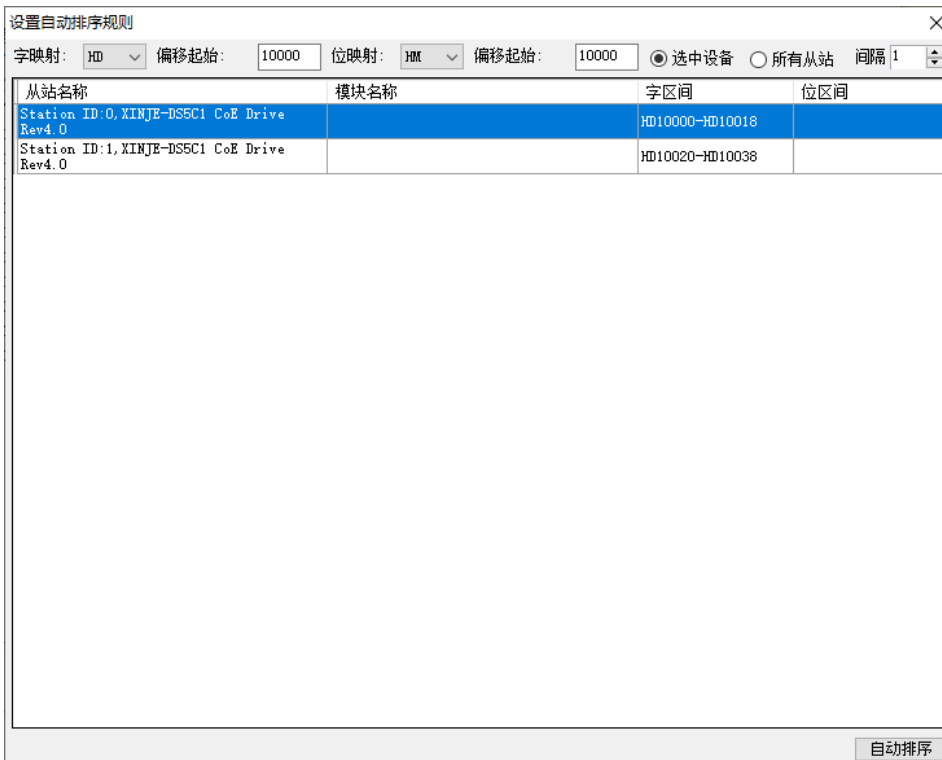 设置自动排序规则
字映射: HD 偏移起始: 10000 位映射: HM 偏移起始: 10000 选中设备 所有从站 间隔 1
从站名称 模块名称 字区间 位区间
Station ID:0,XINJE-DS5C1 CoE Drive
Rev4.0
HD10000-HD10018
Station ID:1,XINJE-DS5C1 CoE Drive
Rev4.0
HD10020-HD10038
自动排序